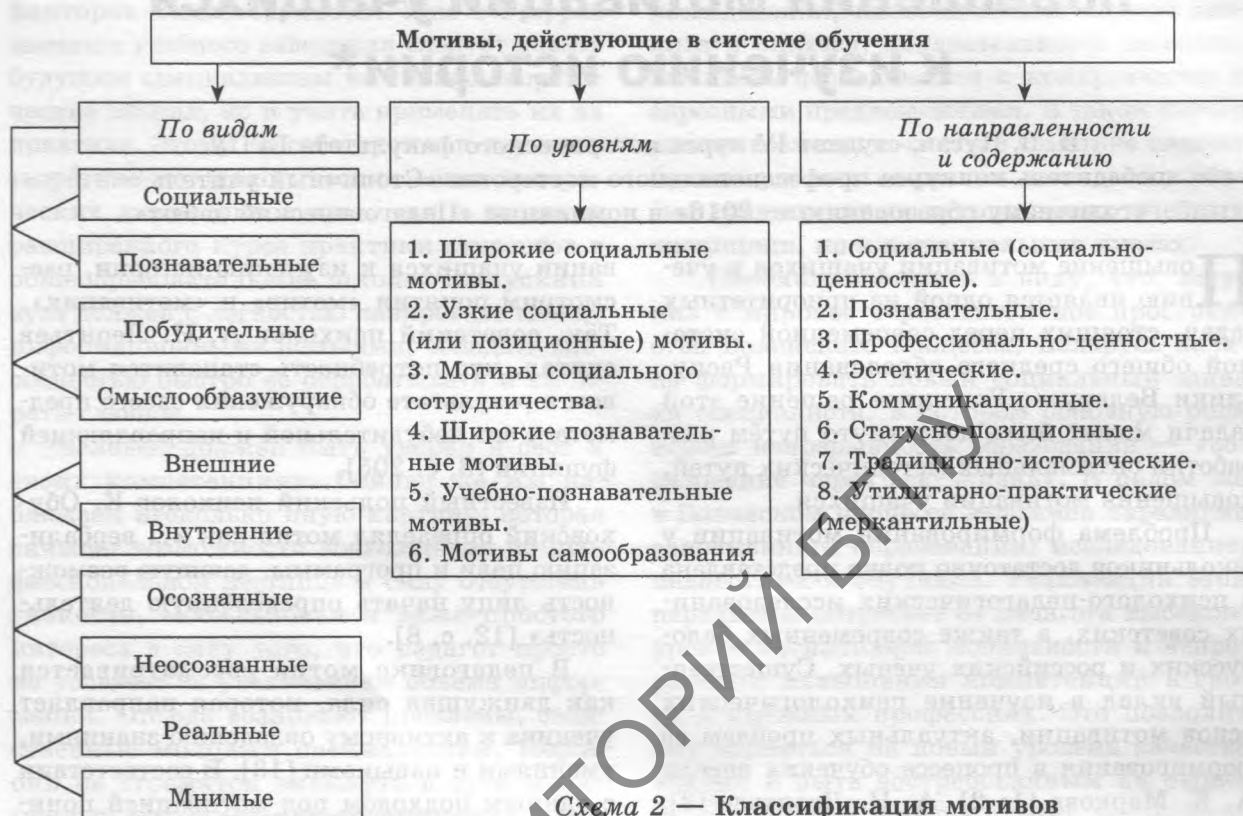 Мотивы, действующие в системе обучения
По видам
Социальные
Познавательные
Побудительные
Смыслообразующие
Внешние
Внутренние
Осознанные
Неосознанные
Реальные
Мнимые
По уровням
1. Широкие социальные
мотивы.
2. Узкие социальные
(или позиционные) мотивы.
3. Мотивы социального
сотрудничества.
4. Широкие познаватель-
ные мотивы.
5. Учебно-познавательные
мотивы.
6. Мотивы самообразования
По направленности
и содержанию
1. Социальные (социально-
ценностные).
2. Познавательные.
3. Профессионально-ценностные.
4. Эстетические.
5. Коммуникационные.
6. Статусно-позиционные.
7. Традиционно-исторические.
8. Утилитарно-практические
(меркантильные)
Схема 2 — Классификация мотивов
ТОРИЙ БГПУ